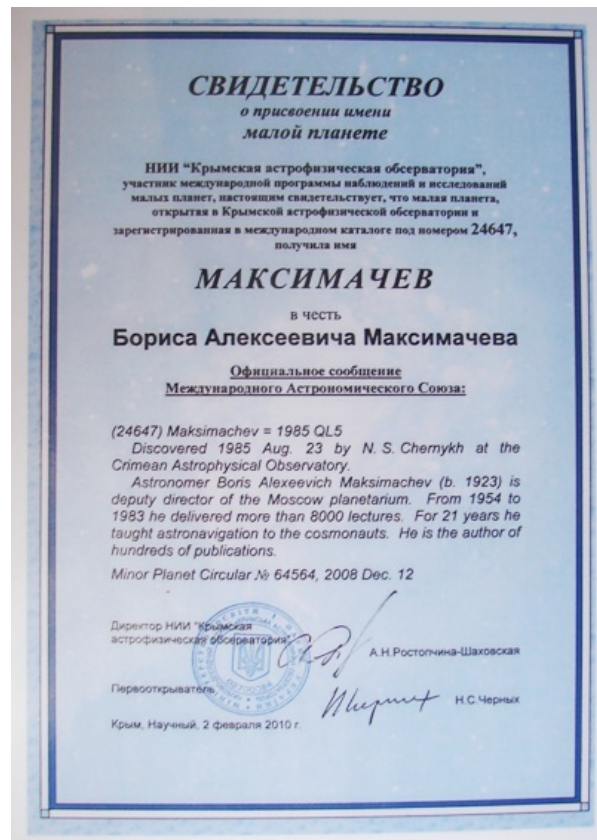 СВИДЕТЕЛЬСТВО
о присвоении имени
малой планете
НИИ "Крымская астрофизическая обсерватория",
участник международной программы наблюдений и исследований
малых планет, настоящим свидетельствует, что малая планета,
открытая в Крымской астрофизической обсерватории и
зарегистрированная в международном каталоге под номером 24647,
получила имя
МАКСИМАЧЕВ
в честь
Бориса Алексеевича Максимачева
Официальное сообщение
Международного Астрономического Союза:
(24647) Maksimachev = 1985 QL5
Discovered 1985 Aug. 23 by N. S. Chernykh at the
Crimean Astrophysical Observatory.
Astronomer Boris Alexeevich Maksimachev (b. 1923) is
deputy director of the Moscow planetarium. From 1954 to
1983 he delivered more than 8000 lectures. For 21 years he
taught astronavigation to the cosmonauts. He is the author of
hundreds of publications.
Minor Planet Circular № 64564, 2008 Dec. 12
Директор НИИ "Крымская
астрофизическая обсерватория"
А.Н.Ростопчина-Шаховская
Первооткрыватель
Н.С.Черных
Крым, Научный, 2 февраля 2010 г.